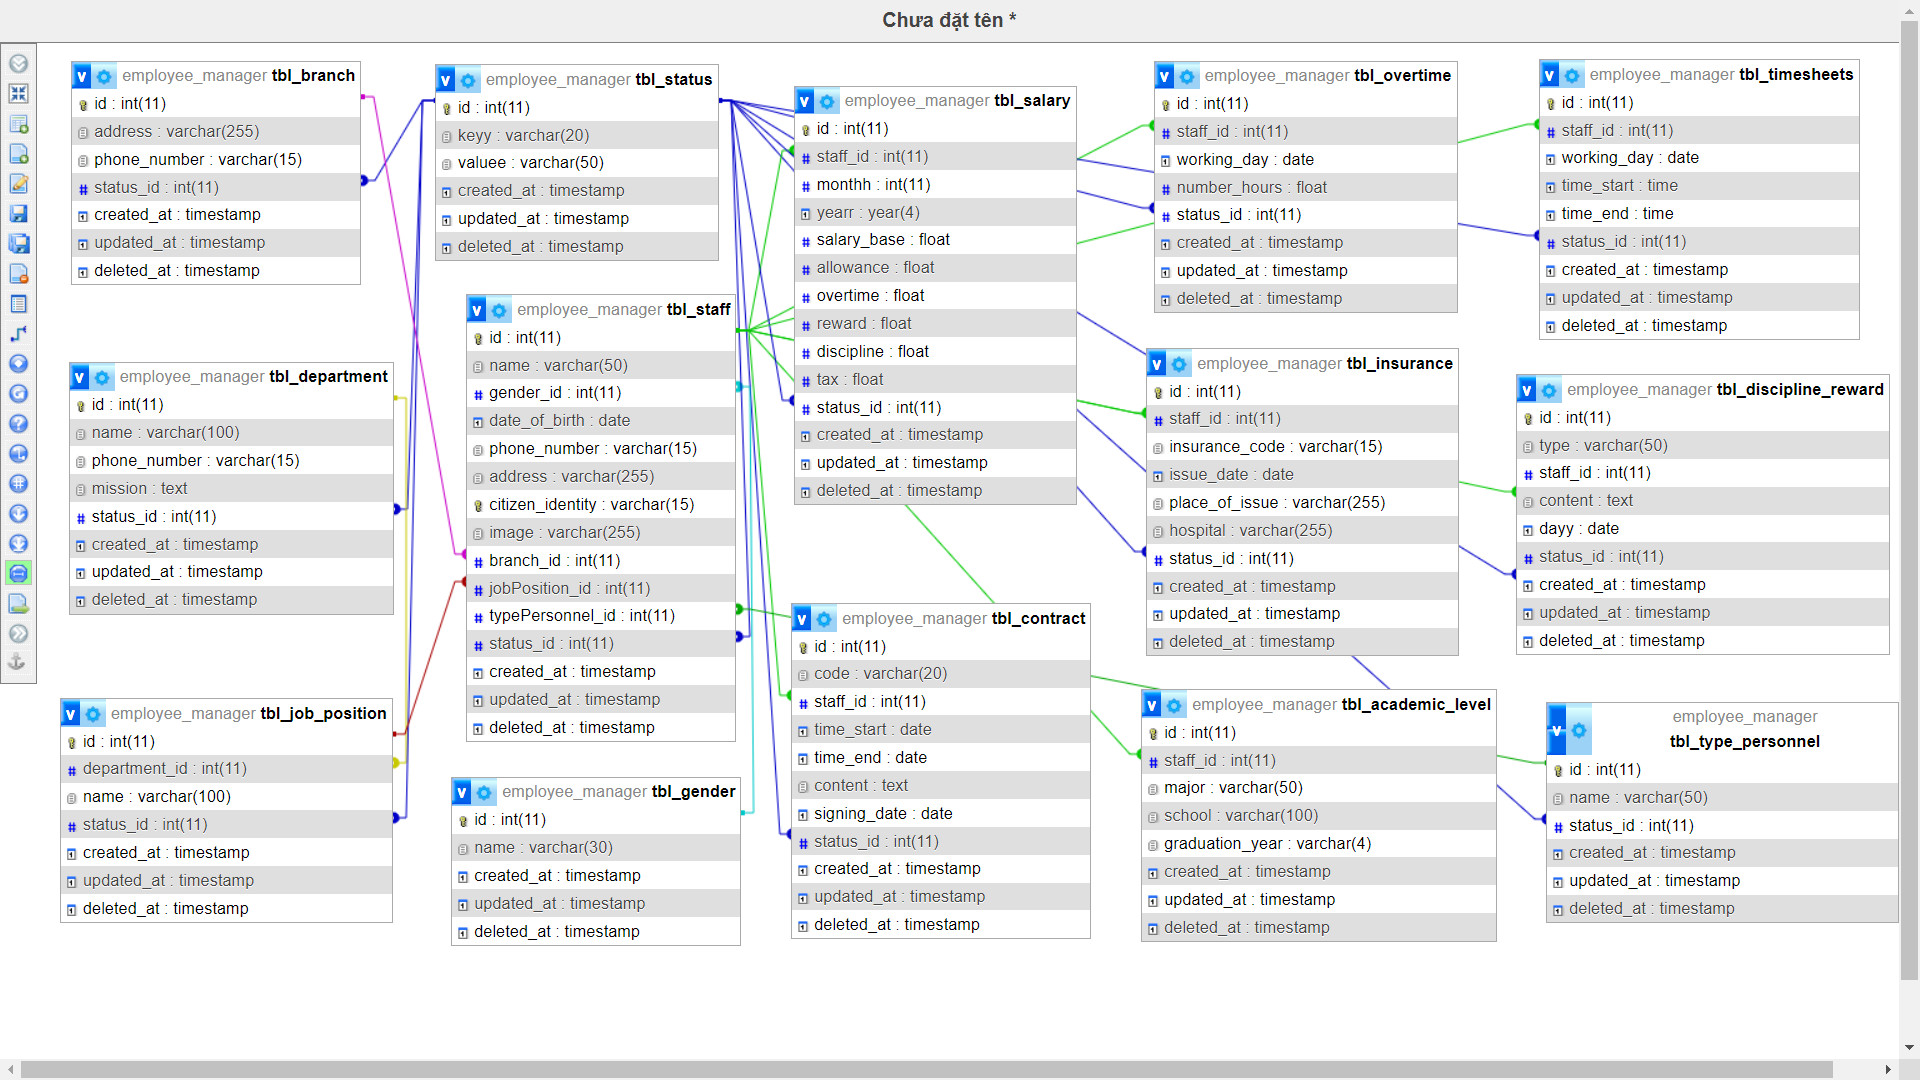 Chưa đặt tên *
employee_manager tbl_branch
id : int(11)
address : varchar(255)
phone_number : varchar(15)
status_id : int(11)
created_at : timestamp
updated_at : timestamp
deleted_at : timestamp
employee_manager tbl_status
id : int(11)
keyy : varchar(20)
valuee : varchar(50)
created_at : timestamp
updated_at : timestamp
deleted_at : timestamp
employee_manager tbl_salary
id : int(11)
staff_id : int(11)
monthh : int(11)
yearr : year(4)
salary_base : float
allowance : float
overtime : float
reward : float
discipline : float
tax : float
status_id : int(11)
created_at : timestamp
updated_at : timestamp
deleted_at : timestamp
employee_manager tbl_overtime
id : int(11)
staff_id : int(11)
working_day : date
number_hours : float
status_id : int(11)
created_at : timestamp
updated_at : timestamp
deleted_at : timestamp
employee_manager tbl_timesheets
id : int(11)
staff_id : int(11)
working_day : date
time_start : time
time_end : time
status_id : int(11)
created_at : timestamp
updated_at : timestamp
deleted_at : timestamp
employee_manager tbl_department
id : int(11)
name : varchar(100)
phone_number : varchar(15)
mission : text
status_id : int(11)
created_at : timestamp
updated_at : timestamp
deleted_at : timestamp
employee_manager tbl_staff
id : int(11)
name : varchar(50)
gender_id : int(11)
date_of_birth : date
phone_number : varchar(15)
address : varchar(255)
citizen_identity : varchar(15)
image : varchar(255)
branch_id : int(11)
jobPosition_id : int(11)
typePersonnel_id : int(11)
status_id : int(11)
created_at : timestamp
updated_at : timestamp
deleted_at : timestamp
employee_manager tbl_insurance
id : int(11)
staff_id : int(11)
insurance_code : varchar(15)
issue_date : date
place_of_issue : varchar(255)
hospital : varchar(255)
status_id : int(11)
created_at : timestamp
updated_at : timestamp
deleted_at : timestamp
employee_manager tbl_discipline_reward
id : int(11)
type : varchar(50)
staff_id : int(11)
content : text
dayy : date
status_id : int(11)
created_at : timestamp
updated_at : timestamp
deleted_at : timestamp
employee_manager tbl_job_position
id : int(11)
department_id : int(11)
name : varchar(100)
status_id : int(11)
created_at : timestamp
updated_at : timestamp
deleted_at : timestamp
employee_manager tbl_gender
id : int(11)
name : varchar(30)
created_at : timestamp
updated_at : timestamp
deleted_at : timestamp
employee_manager tbl_contract
id : int(11)
code : varchar(20)
staff_id : int(11)
time_start : date
time_end : date
content : text
signing_date : date
status_id : int(11)
created_at : timestamp
updated_at : timestamp
deleted_at : timestamp
employee_manager tbl_academic_level
id : int(11)
staff_id : int(11)
major : varchar(50)
school : varchar(100)
graduation_year : varchar(4)
created_at : timestamp
updated_at : timestamp
deleted_at : timestamp
employee_manager
tbl_type_personnel
id : int(11)
name : varchar(50)
status_id : int(11)
created_at : timestamp
updated_at : timestamp
deleted_at : timestamp